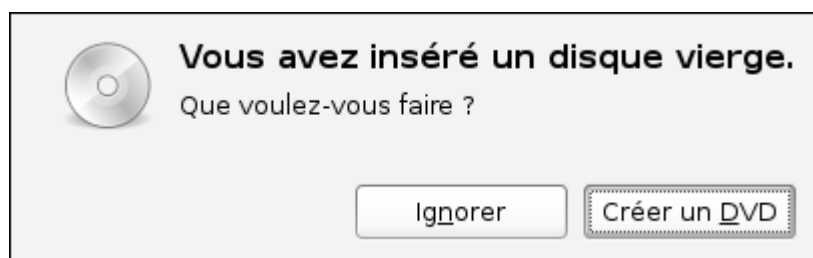 Vous avez inséré un disque vierge.
Que voulez-vous faire ?
Ignorer Créer un DVD